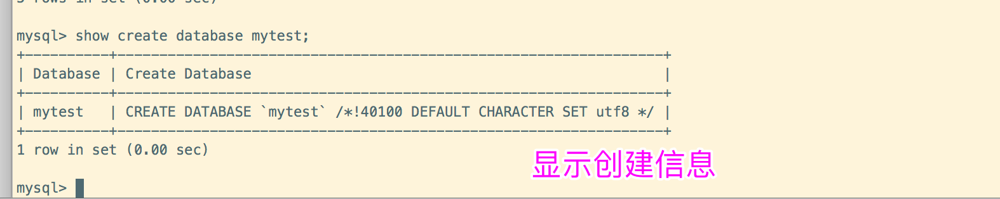 rows in set (0.00 sec)
mysql> show create database mytest;
+----------+-----------------------------------------------------------------+
| Database | Create Database                                                 |
+----------+-----------------------------------------------------------------+
| mytest   | CREATE DATABASE `mytest` /*!40100 DEFAULT CHARACTER SET utf8 */ |
+----------+-----------------------------------------------------------------+
1 row in set (0.00 sec)
显示创建信息
mysql>